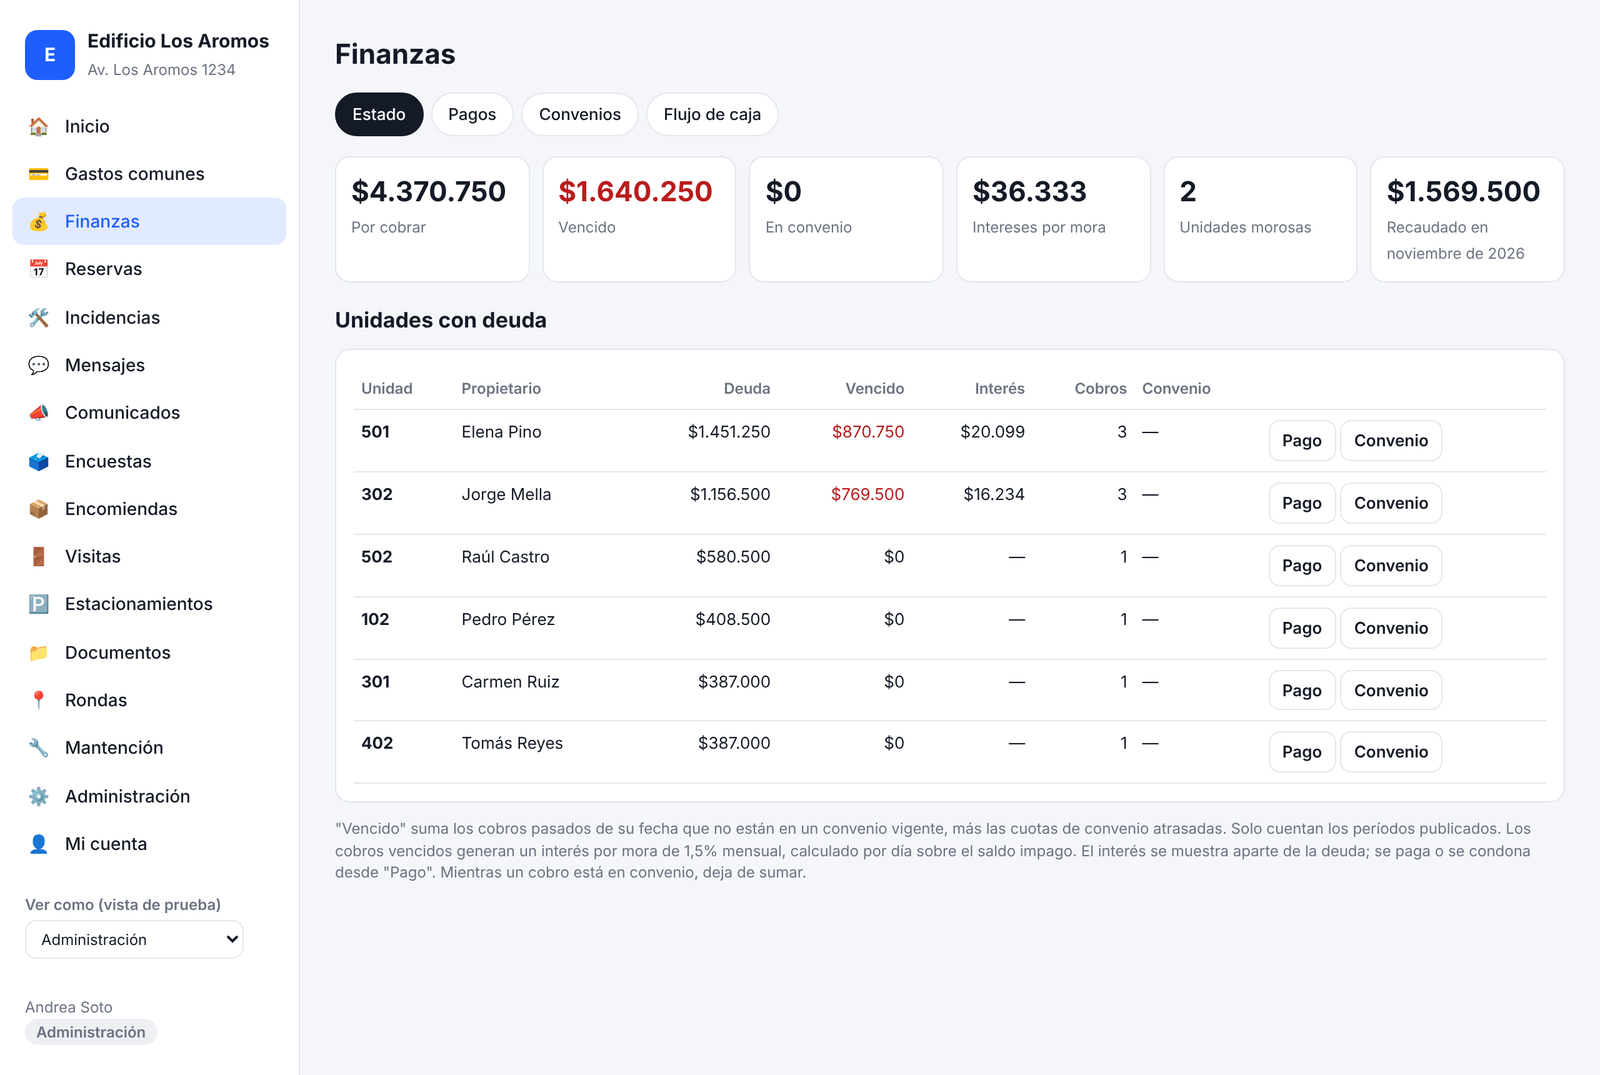 E
Edificio Los Aromos
Av. Los Aromos 1234
Inicio
Gastos comunes
Finanzas
Reservas
Incidencias
Mensajes
Comunicados
Encuestas
Encomiendas
Visitas
Estacionamientos
Documentos
Rondas
Mantención
Administración
Mi cuenta
Ver como (vista de prueba)
Administración
Andrea Soto
Administración
Finanzas
Estado Pagos Convenios Flujo de caja
$4.370.750
Por cobrar
$1.640.250
Vencido
$0
En convenio
$36.333
Intereses por mora
2
Unidades morosas
$1.569.500
Recaudado en
noviembre de 2026
Unidades con deuda
Unidad Propietario Deuda Vencido Interés Cobros Convenio
501 Elena Pino $1.451.250 $870.750 $20.099 3 — Pago Convenio
302 Jorge Mella $1.156.500 $769.500 $16.234 3 — Pago Convenio
502 Raúl Castro $580.500 $0 — 1 — Pago Convenio
102 Pedro Pérez $408.500 $0 — 1 — Pago Convenio
301 Carmen Ruiz $387.000 $0 — 1 — Pago Convenio
402 Tomás Reyes $387.000 $0 — 1 — Pago Convenio
"Vencido" suma los cobros pasados de su fecha que no están en un convenio vigente, más las cuotas de convenio atrasadas. Solo cuentan los períodos publicados. Los
cobros vencidos generan un interés por mora de 1,5% mensual, calculado por día sobre el saldo impago. El interés se muestra aparte de la deuda; se paga o se condona
desde "Pago". Mientras un cobro está en convenio, deja de sumar.